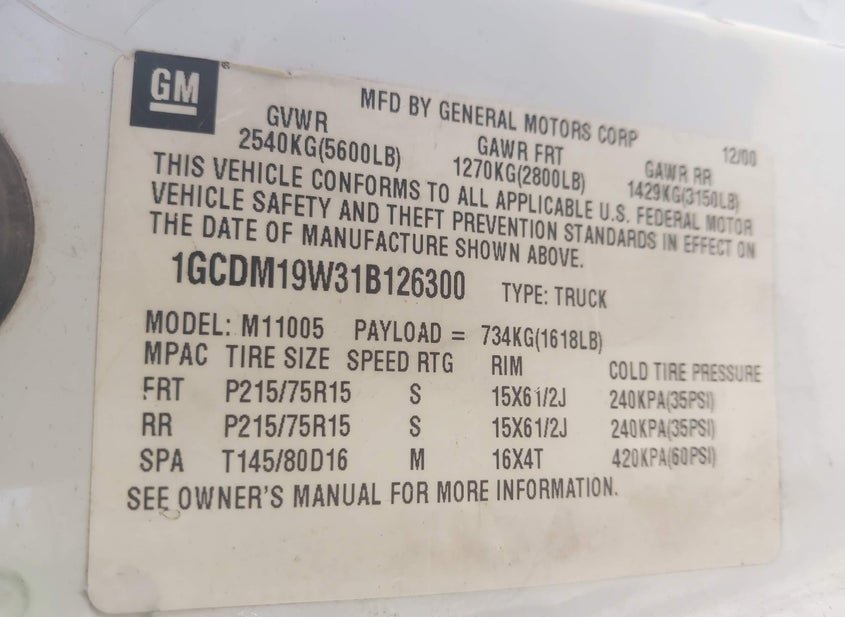 GM
MFD BY GENERAL MOTORS CORP 12/00
GVWR GAWR FRT GAWR RR
2540KG(5600LB) 1270KG(2800LB) 1429KG(3150LB)
THIS VEHICLE CONFORMS TO ALL APPLICABLE U.S. FEDERAL MOTOR
VEHICLE SAFETY AND THEFT PREVENTION STANDARDS IN EFFECT ON
THE DATE OF MANUFACTURE SHOWN ABOVE.
1GCDM19W31B126300 TYPE: TRUCK
MODEL: M11005 PAYLOAD = 734KG(1618LB)
MPAC TIRE SIZE SPEED RTG RIM COLD TIRE PRESSURE
FRT P215/75R15 S 15X61/2J 240KPA(35PSI)
RR P215/75R15 S 15X61/2J 240KPA(35PSI)
SPA T145/80D16 M 16X4T 420KPA(60PSI)
SEE OWNER'S MANUAL FOR MORE INFORMATION.